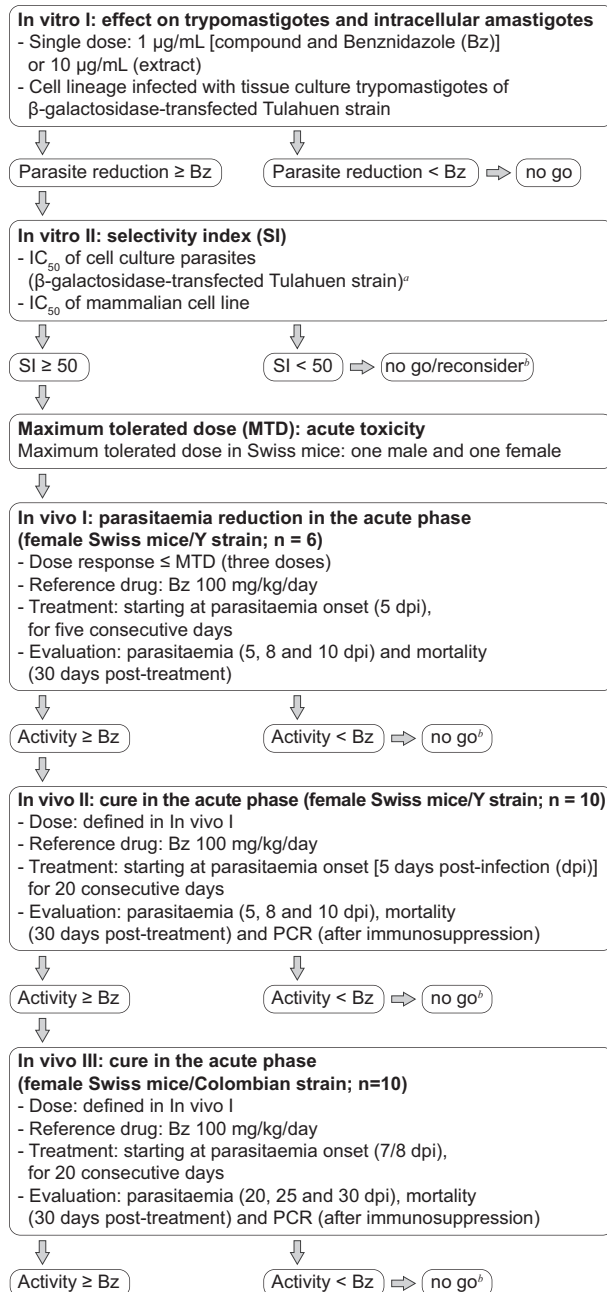 In vitro I: effect on trypomastigotes and intracellular amastigotes
- Single dose: 1 µg/mL [compound and Benznidazole (Bz)]
or 10 µg/mL (extract)
- Cell lineage infected with tissue culture trypomastigotes of
β-galactosidase-transfected Tulahuen strain
Parasite reduction ≥ Bz
Parasite reduction < Bz
no go
In vitro II: selectivity index (SI)
- IC50 of cell culture parasites
(β-galactosidase-transfected Tulahuen strain)a
- IC50 of mammalian cell line
SI ≥ 50
SI < 50
no go/reconsiderb
Maximum tolerated dose (MTD): acute toxicity
Maximum tolerated dose in Swiss mice: one male and one female
In vivo I: parasitaemia reduction in the acute phase
(female Swiss mice/Y strain; n = 6)
- Dose response ≤ MTD (three doses)
- Reference drug: Bz 100 mg/kg/day
- Treatment: starting at parasitaemia onset (5 dpi),
for five consecutive days
- Evaluation: parasitaemia (5, 8 and 10 dpi) and mortality
(30 days post-treatment)
Activity ≥ Bz
Activity < Bz
no gob
In vivo II: cure in the acute phase (female Swiss mice/Y strain; n = 10)
- Dose: defined in In vivo I
- Reference drug: Bz 100 mg/kg/day
- Treatment: starting at parasitaemia onset [5 days post-infection (dpi)]
for 20 consecutive days
- Evaluation: parasitaemia (5, 8 and 10 dpi), mortality
(30 days post-treatment) and PCR (after immunosuppression)
Activity ≥ Bz
Activity < Bz
no gob
In vivo III: cure in the acute phase
(female Swiss mice/Colombian strain; n=10)
- Dose: defined in In vivo I
- Reference drug: Bz 100 mg/kg/day
- Treatment: starting at parasitaemia onset (7/8 dpi),
for 20 consecutive days
- Evaluation: parasitaemia (20, 25 and 30 dpi), mortality
(30 days post-treatment) and PCR (after immunosuppression)
Activity ≥ Bz
Activity < Bz
no gob